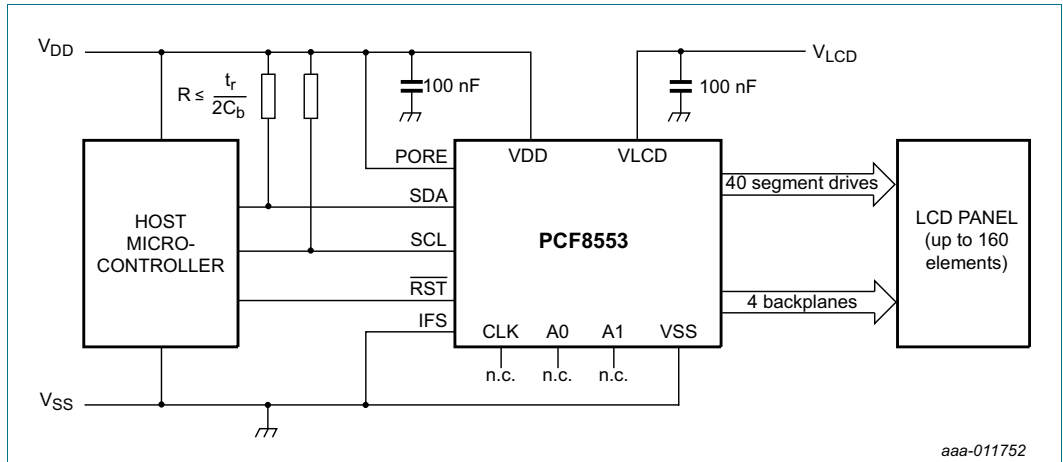 VDD
VLCD
R ≤ tr
2Cb
100 nF
100 nF
PORE
VDD
VLCD
SDA
40 segment drives
HOST
MICRO-
CONTROLLER
SCL
PCF8553
LCD PANEL
(up to 160
elements)
RST
4 backplanes
IFS
CLK
A0
A1
VSS
n.c.
n.c.
n.c.
VSS
aaa-011752